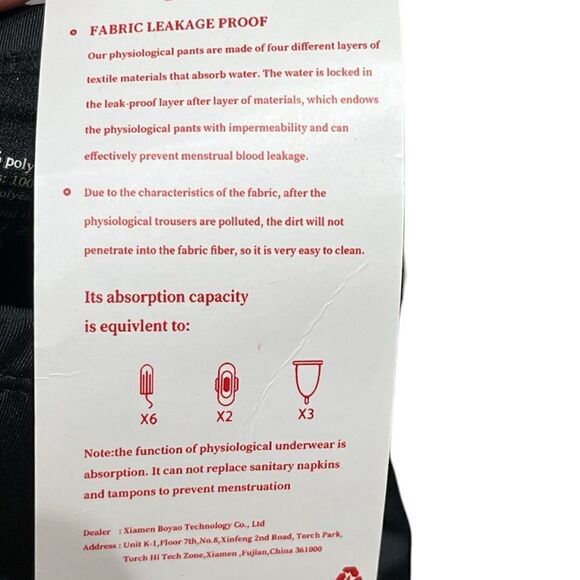 FABRIC LEAKAGE PROOF
Our physiological pants are made of four different layers of
textile materials that absorb water. The water is locked in
the leak-proof layer after layer of materials, which endows
the physiological pants with impermeability and can
effectively prevent menstrual blood leakage.
Due to the characteristics of the fabric, after the
physiological trousers are polluted, the dirt will not
penetrate into the fabric fiber, so it is very easy to clean.
Its absorption capacity
is equivlent to:
X6 X2 X3
Note:the function of physiological underwear is
absorption. It can not replace sanitary napkins
and tampons to prevent menstruation
Dealer : Xiamen Boyao Technology Co., Ltd
Address : Unit K-1,Floor 7th,No.8,Xinfeng 2nd Road, Torch Park,
Torch Hi Tech Zone,Xiamen ,Fujian,China 361000
poly